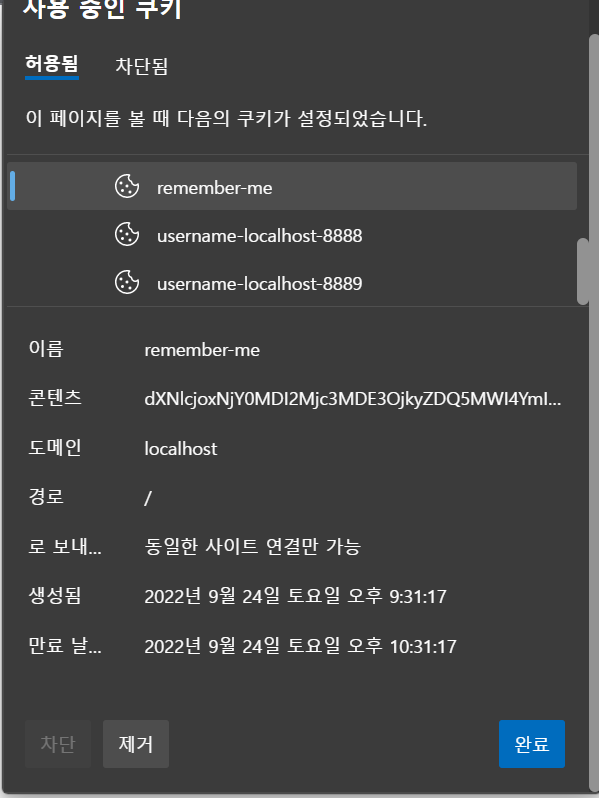 사용 중인 쿠키
허용됨 차단됨
이 페이지를 볼 때 다음의 쿠키가 설정되었습니다.
remember-me
username-localhost-8888
username-localhost-8889
이름 remember-me
콘텐츠 dXNlcjoxNjY0MDI2Mjc3MDE3OjkyZDQ5MWI4YmI...
도메인 localhost
경로 /
로 보내... 동일한 사이트 연결만 가능
생성됨 2022년 9월 24일 토요일 오후 9:31:17
만료 날... 2022년 9월 24일 토요일 오후 10:31:17
차단 제거 완료